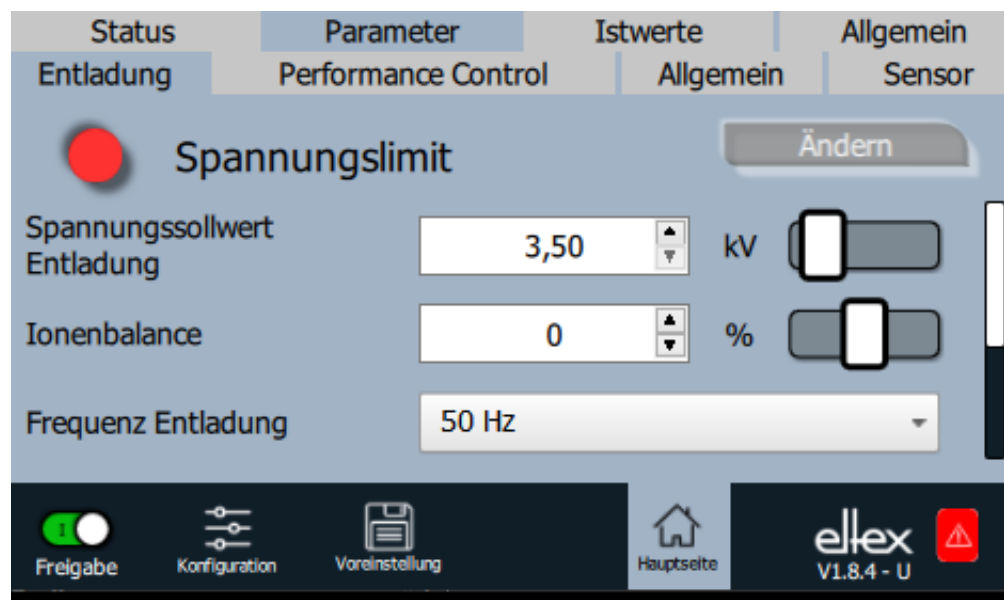 Status Parameter Istwerte Allgemein
Entladung Performance Control Allgemein Sensor
Spannungslimit Ändern
Spannungssollwert
Entladung
3,50 kV
Ionenbalance 0 %
Frequenz Entladung 50 Hz
I
Freigabe Konfiguration Voreinstellung Hauptseite
eltex
V1.8.4 - U